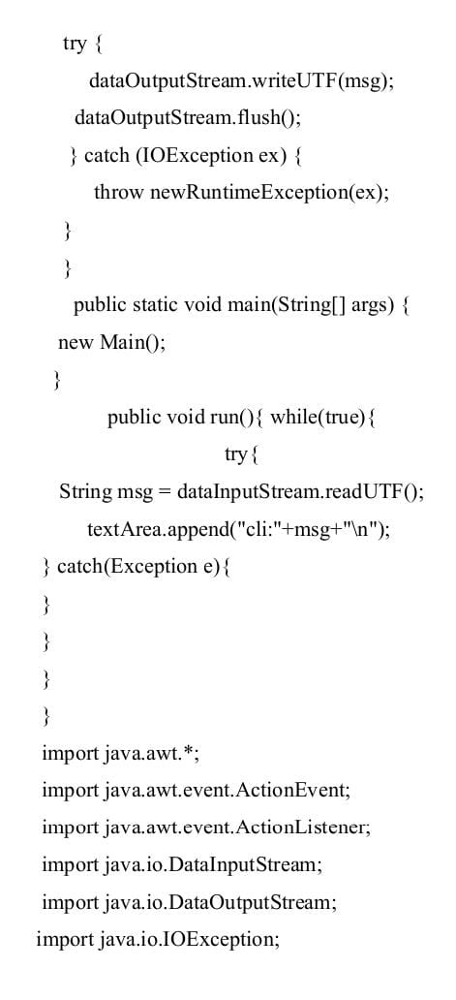 try {
dataOutputStream.writeUTF(msg);
dataOutputStream.flush();
} catch (IOException ex) {
throw newRuntimeException(ex);
}
}
public static void main(String[] args) {
new Main();
}
public void run(){ while(true){
try{
String msg = dataInputStream.readUTF();
textArea.append("cli:"+msg+"\n");
} catch(Exception e){
}
}
}
}
import java.awt.*;
import java.awt.event.ActionEvent;
import java.awt.event.ActionListener;
import java.io.DataInputStream;
import java.io.DataOutputStream;
import java.io.IOException;